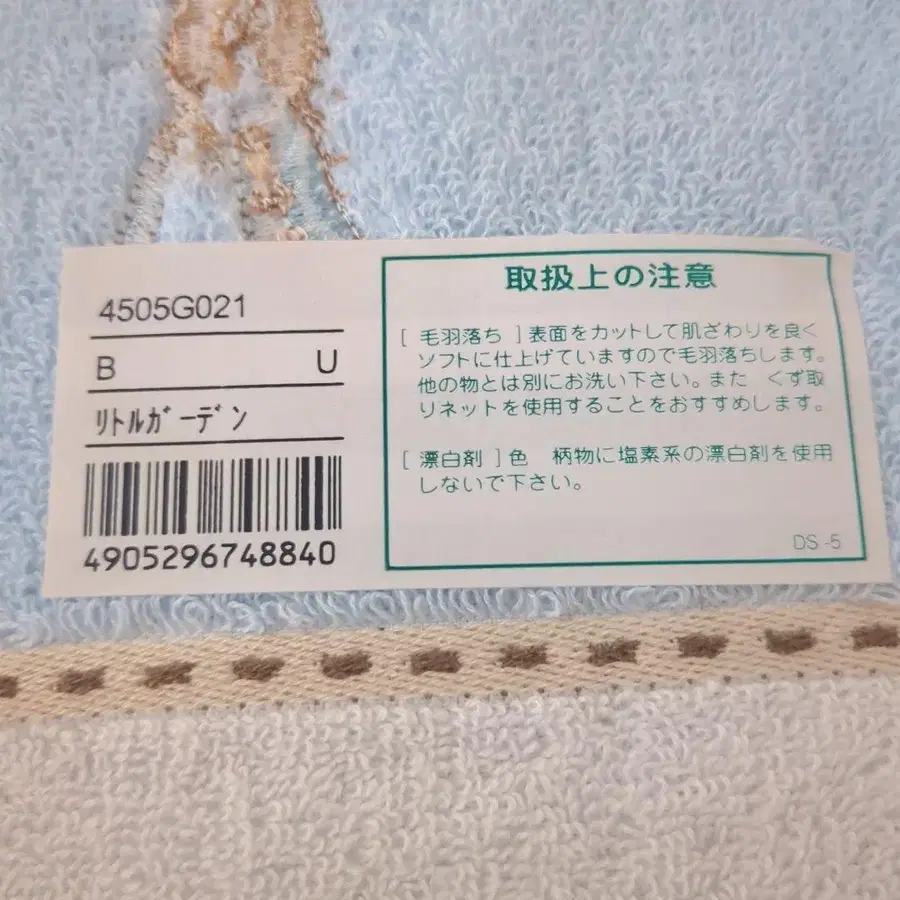 4505G021
B U
ﾘﾄﾙｶﾞｰﾃﾞﾝ
4905296748840
取扱上の注意
[ 毛羽落ち ] 表面をカットして肌ざわりを良く
ソフトに仕上げていますので毛羽落ちします。
他の物とは別にお洗い下さい。また くず取
りネットを使用することをおすすめします。
[ 漂白剤 ] 色 柄物に塩素系の漂白剤を使用
しないで下さい。
DS-5